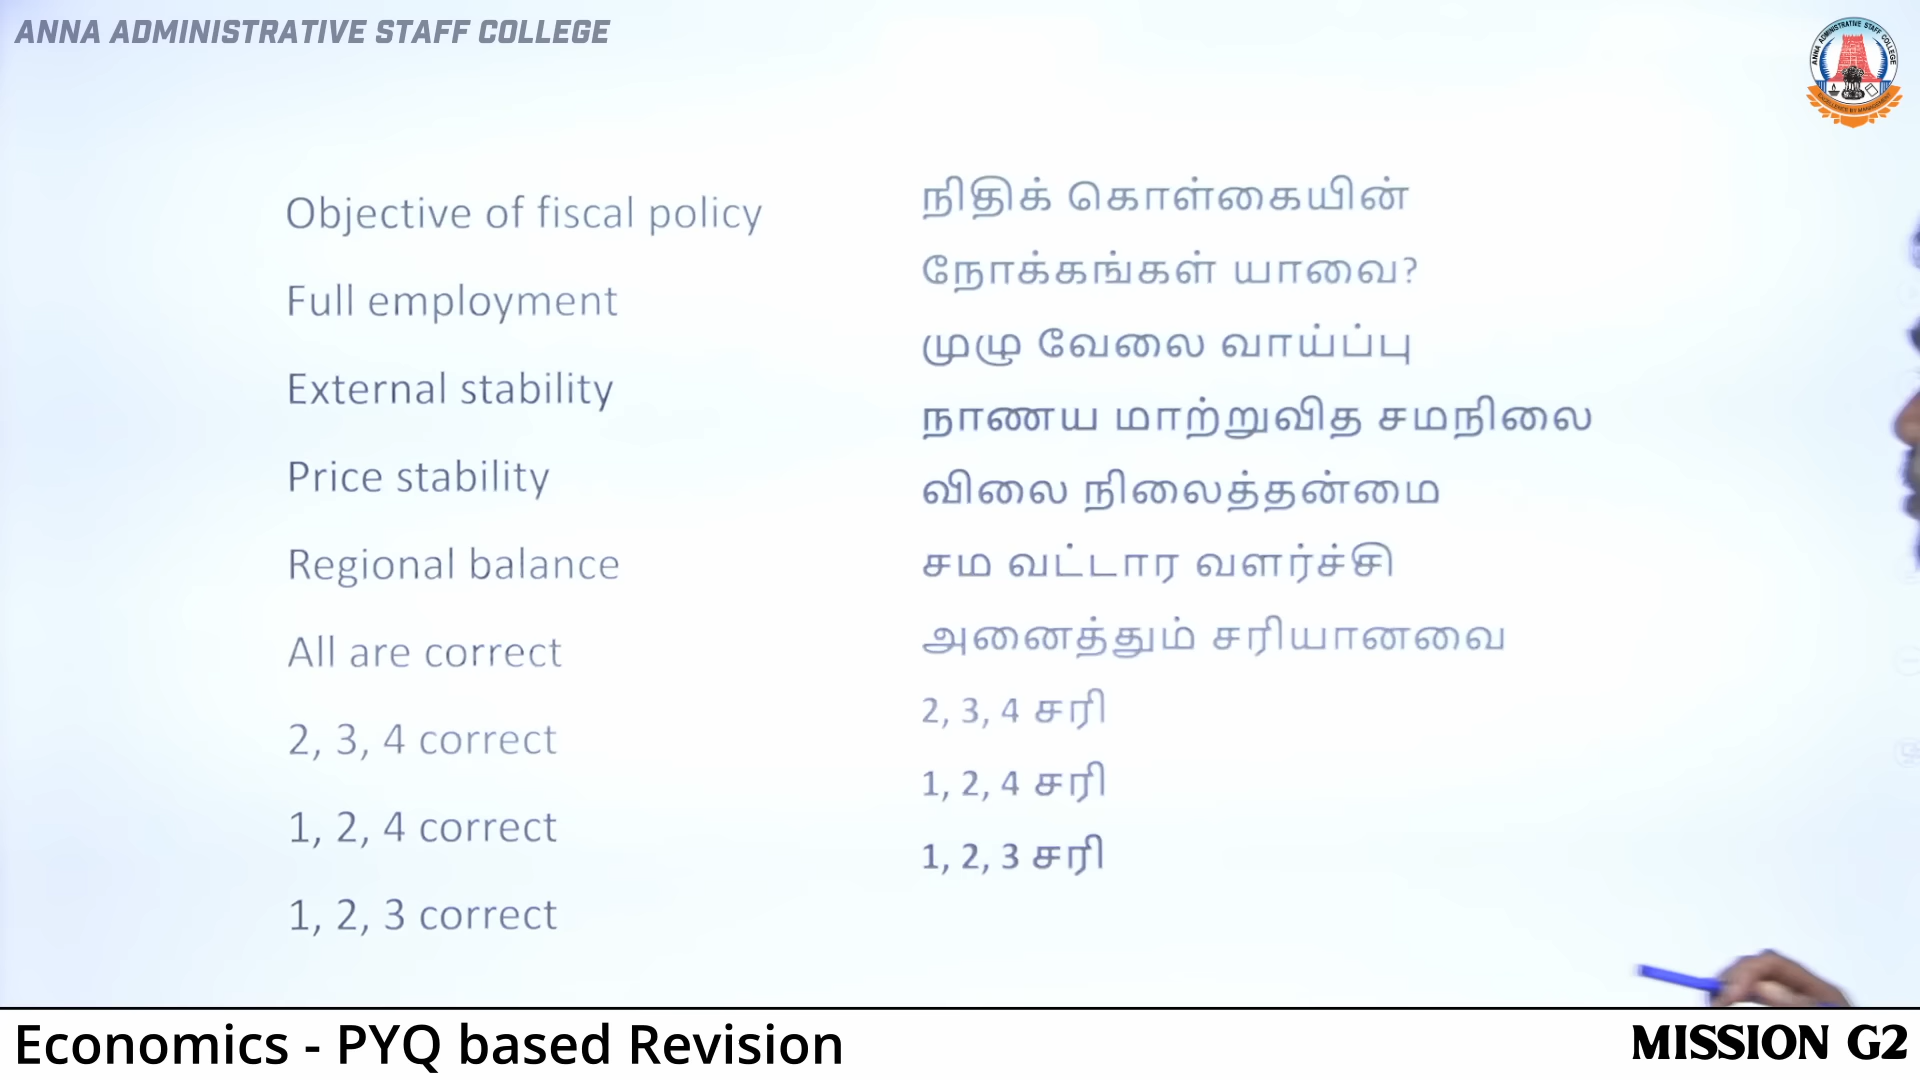 ANNA ADMINISTRATIVE STAFF COLLEGE
Objective of fiscal policy
Full employment
External stability
Price stability
Regional balance
All are correct
2, 3, 4 correct
1, 2, 4 correct
1, 2, 3 correct
நிதிக் கொள்கையின்
நோக்கங்கள் யாவை?
முழு வேலை வாய்ப்பு
நாணய மாற்றுவித சமநிலை
விலை நிலைத்தன்மை
சம வட்டார வளர்ச்சி
அனைத்தும் சரியானவை
2, 3, 4 சரி
1, 2, 4 சரி
1, 2, 3 சரி
Economics - PYQ based Revision
MISSION G2